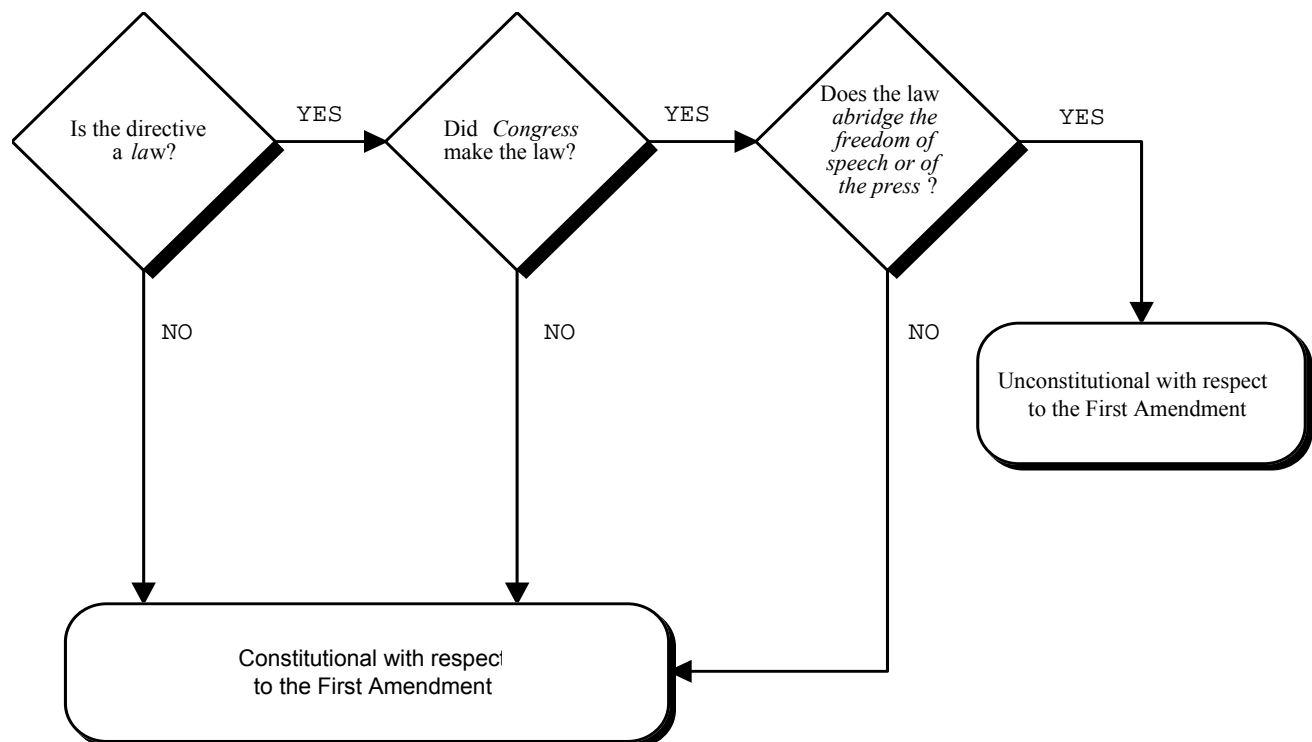 Is the directive
a law?
YES
NO
Did Congress
make the law?
YES
NO
Does the law
abridge the
freedom of
speech or of
the press ?
YES
NO
Unconstitutional with respect
to the First Amendment
Constitutional with respect
to the First Amendment